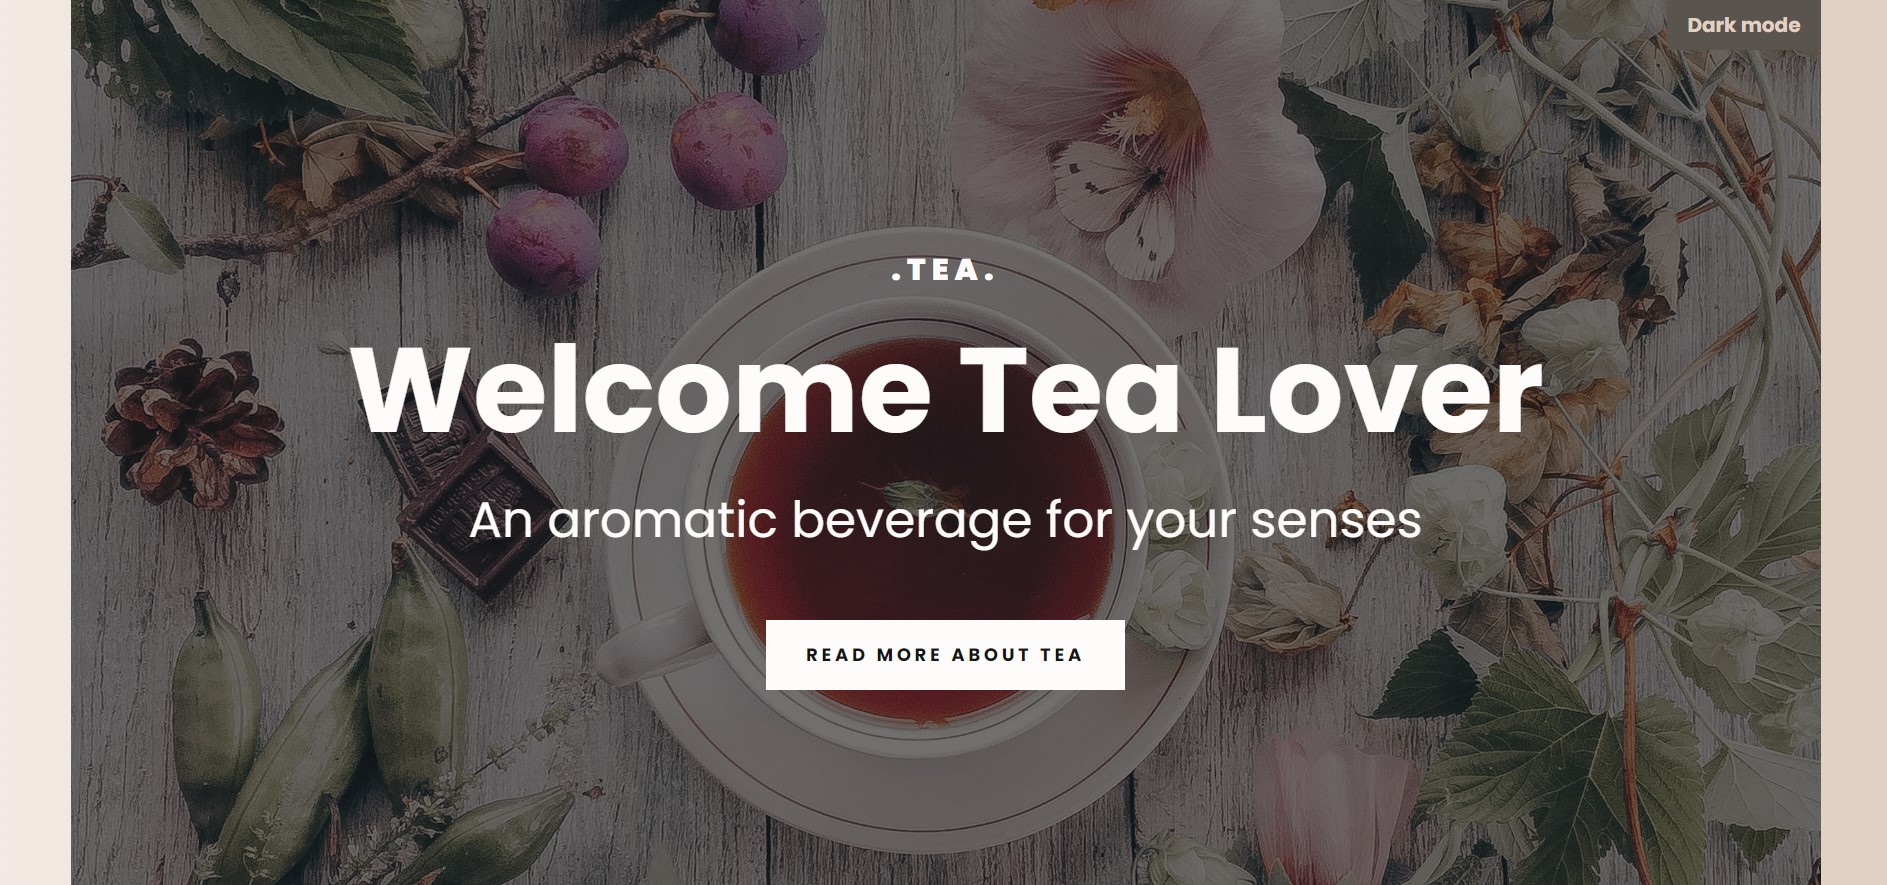 Dark mode
.TEA.
Welcome Tea Lover
An aromatic beverage for your senses
READ MORE ABOUT TEA